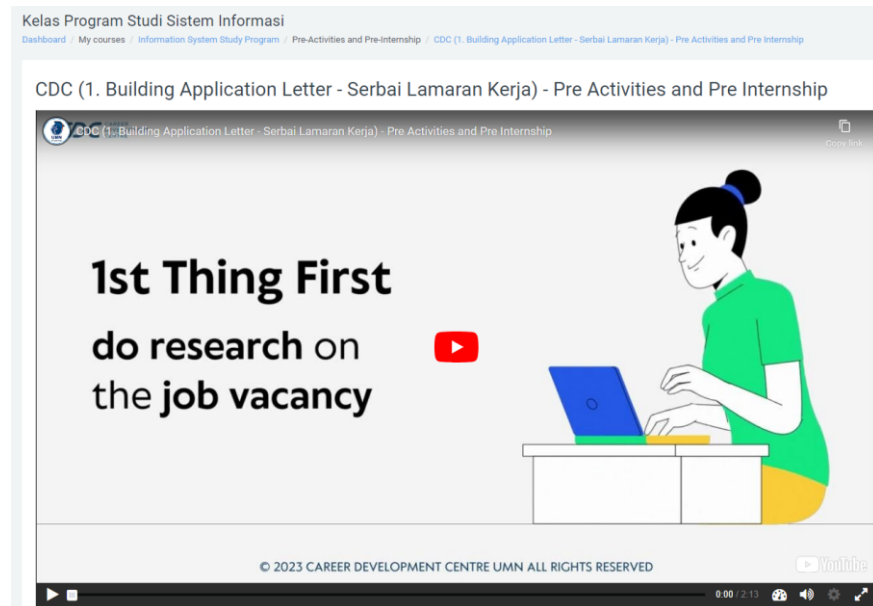 Kelas Program Studi Sistem Informasi
Dashboard / My courses / Information System Study Program / Pre-Activities and Pre-Internship / CDC (1. Building Application Letter - Serbai Lamaran Kerja) - Pre Activities and Pre Internship
CDC (1. Building Application Letter - Serbai Lamaran Kerja) - Pre Activities and Pre Internship
CDC (1. Building Application Letter - Serbai Lamaran Kerja) - Pre Activities and Pre Internship
Copy link
1st Thing First
do research on
the job vacancy
© 2023 CAREER DEVELOPMENT CENTRE UMN ALL RIGHTS RESERVED
YouTube
0:00 / 2:13